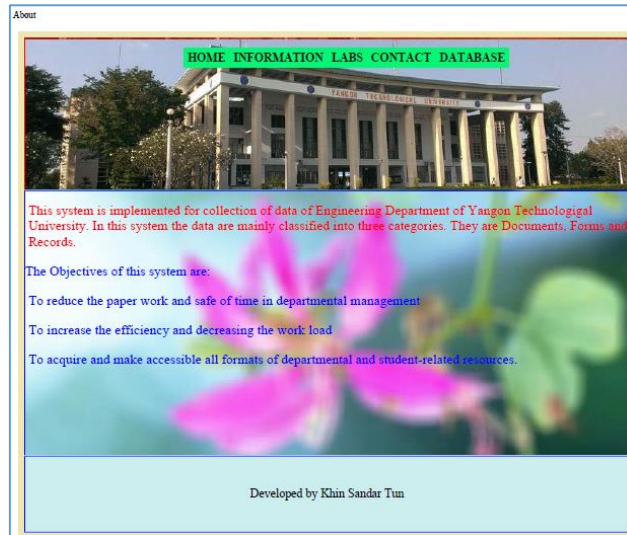 About
HOME INFORMATION LABS CONTACT DATABASE
YANGON TECHNOLOGICAL UNIVERSITY
This system is implemented for collection of data of Engineering Department of Yangon Technologigal
University. In this system the data are mainly classified into three categories. They are Documents, Forms and
Records.
The Objectives of this system are:
To reduce the paper work and safe of time in departmental management
To increase the efficiency and decreasing the work load
To acquire and make accessible all formats of departmental and student-related resources.
Developed by Khin Sandar Tun